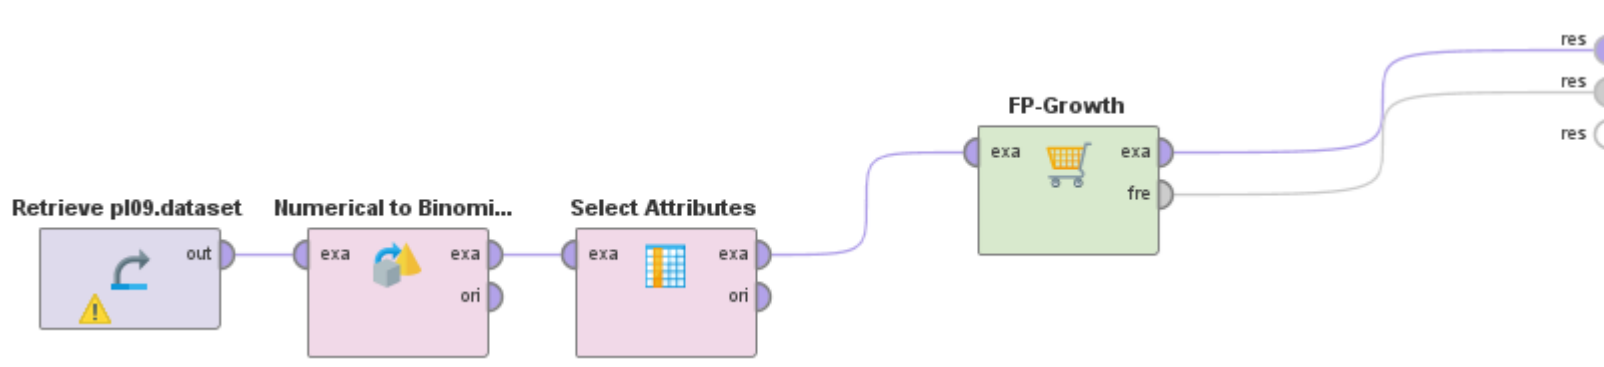 res
res
res
FP-Growth
exa
exa
fre
Retrieve pl09.dataset
out
Numerical to Binomi...
exa
exa
ori
Select Attributes
exa
exa
ori